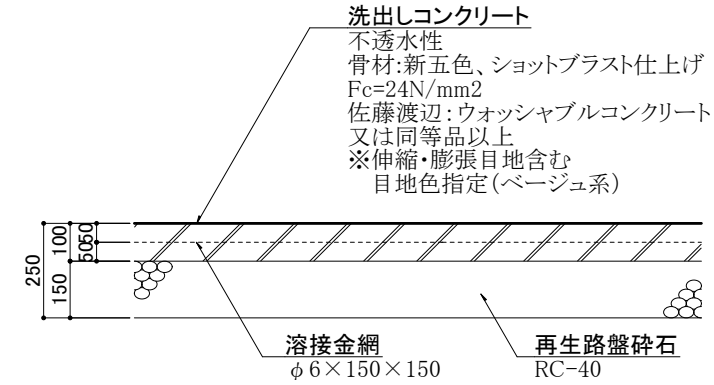 洗出しコンクリート
不透水性
骨材:新五色、ショットブラスト仕上げ
Fc=24N/mm2
佐藤渡辺:ウォッシャブルコンクリート
又は同等品以上
※伸縮・膨張目地含む
目地色指定(ベージュ系)
250
100
50
50
150
溶接金網
φ6×150×150
再生路盤砕石
RC-40